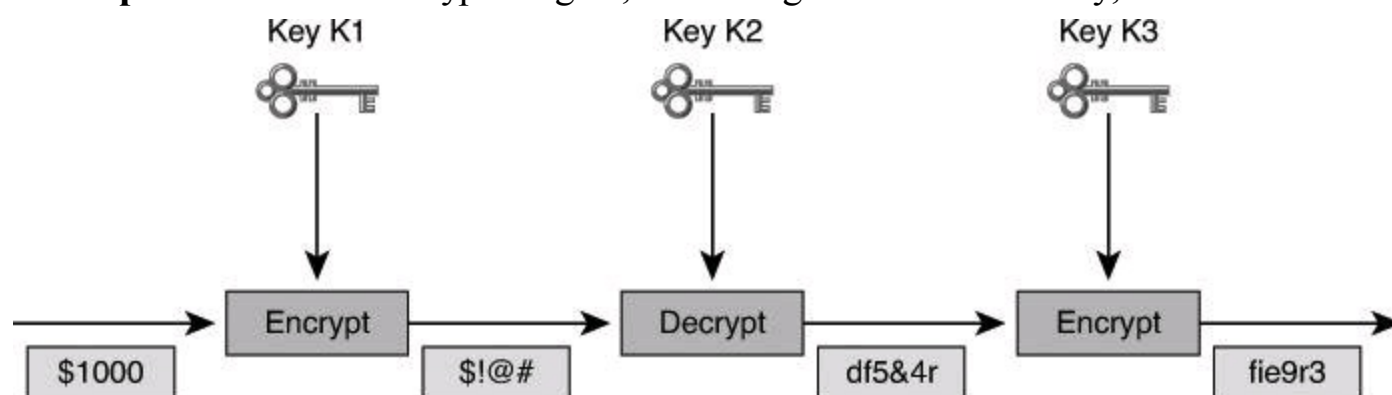 Key K1 Key K2 Key K3
Encrypt Decrypt Encrypt
$1000 $!@# df5&4r fie9r3